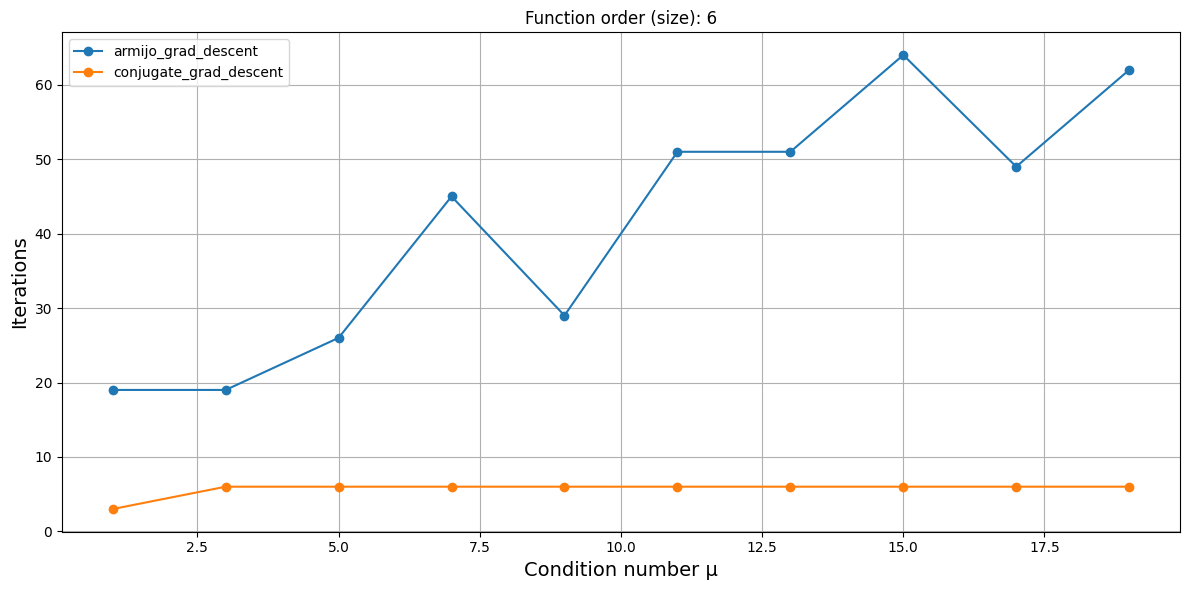 Function order (size): 6
armijo_grad_descent
conjugate_grad_descent
Iterations
60
50
40
30
20
10
0
2.5 5.0 7.5 10.0 12.5 15.0 17.5
Condition number μ